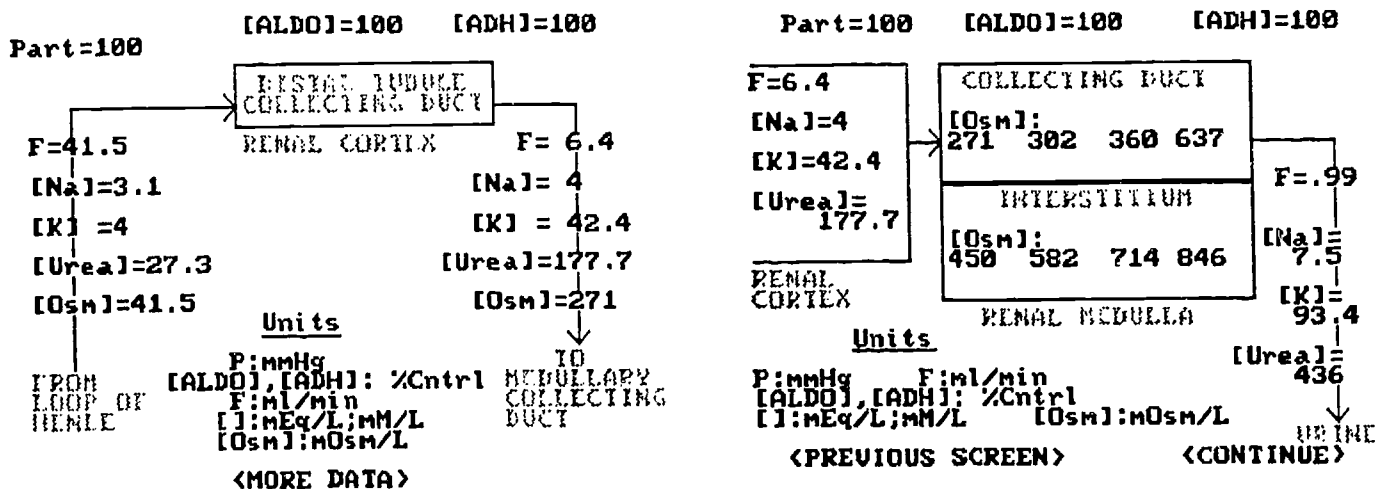 Part=100
[ALDO]=100 [ADH]=100
DISTAL TUBULE
COLLECTING DUCT
RENAL CORTEX
F=41.5
[Na]=3.1
[K] =4
[Urea]=27.3
[Osm]=41.5
FROM
LOOP OF
HENLE
F= 6.4
[Na]= 4
[K] = 42.4
[Urea]=177.7
[Osm]=271
TO
MEDULLARY
COLLECTING
DUCT
Units
P:mmHg
[ALDO],[ADH]: %Cntrl
F:ml/min
[]:mEq/L;mM/L
[Osm]:mOsm/L
<MORE DATA>
Part=100 [ALDO]=100 [ADH]=100
F=6.4
[Na]=4
[K]=42.4
[Urea]=
177.7
RENAL
CORTEX
COLLECTING DUCT
[Osm]:
271 302 360 637
INTERSTITIUM
[Osm]:
450 582 714 846
RENAL MEDULLA
F=.99
[Na]=
7.5
[K]=
93.4
[Urea]=
436
URINE
Units
P:mmHg F:ml/min
[ALDO],[ADH]: %Cntrl
[]:mEq/L;mM/L [Osm]:mOsm/L
<PREVIOUS SCREEN> <CONTINUE>